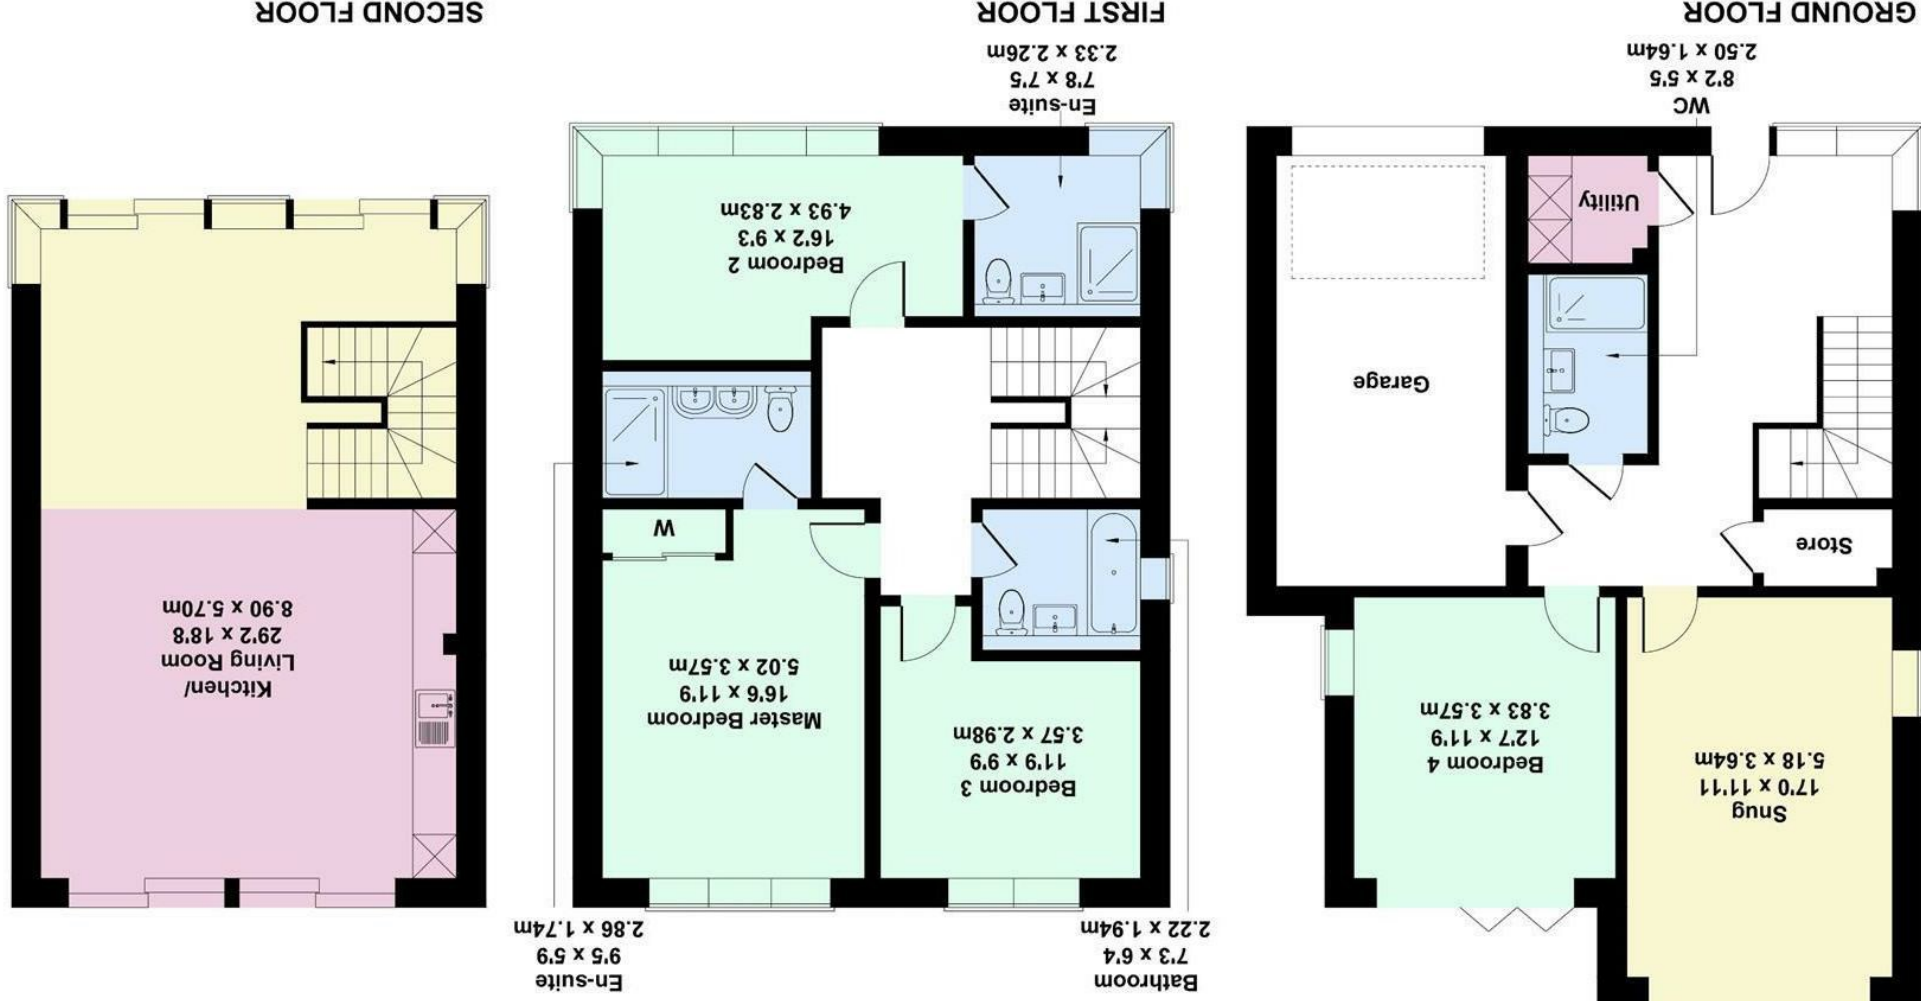 Snug
17'0 x 11'11
5.18 x 3.64m
Bedroom 4
12'7 x 11'9
3.83 x 3.57m
Store
Garage
Utility
WC
8'2 x 5'5
2.50 x 1.64m
GROUND FLOOR
Bathroom
7'3 x 6'4
2.22 x 1.94m
En-suite
9'5 x 5'9
2.86 x 1.74m
Bedroom 3
11'9 x 9'9
3.57 x 2.98m
Master Bedroom
16'6 x 11'9
5.02 x 3.57m
W
Bedroom 2
16'2 x 9'3
4.93 x 2.83m
En-suite
7'8 x 7'5
2.33 x 2.26m
FIRST FLOOR
Kitchen/
Living Room
29'2 x 18'8
8.90 x 5.70m
SECOND FLOOR